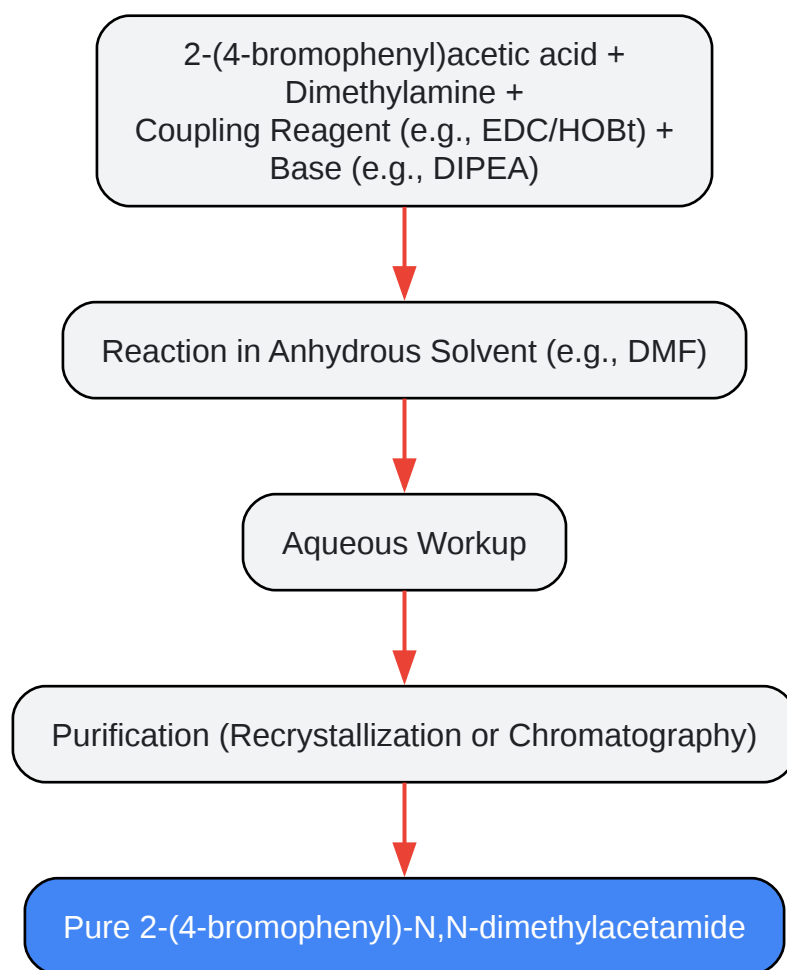 2-(4-bromophenyl)acetic acid +
Dimethylamine +
Coupling Reagent (e.g., EDC/HOBt) +
Base (e.g., DIPEA)
Reaction in Anhydrous Solvent (e.g., DMF)
Aqueous Workup
Purification (Recrystallization or Chromatography)
Pure 2-(4-bromophenyl)-N,N-dimethylacetamide